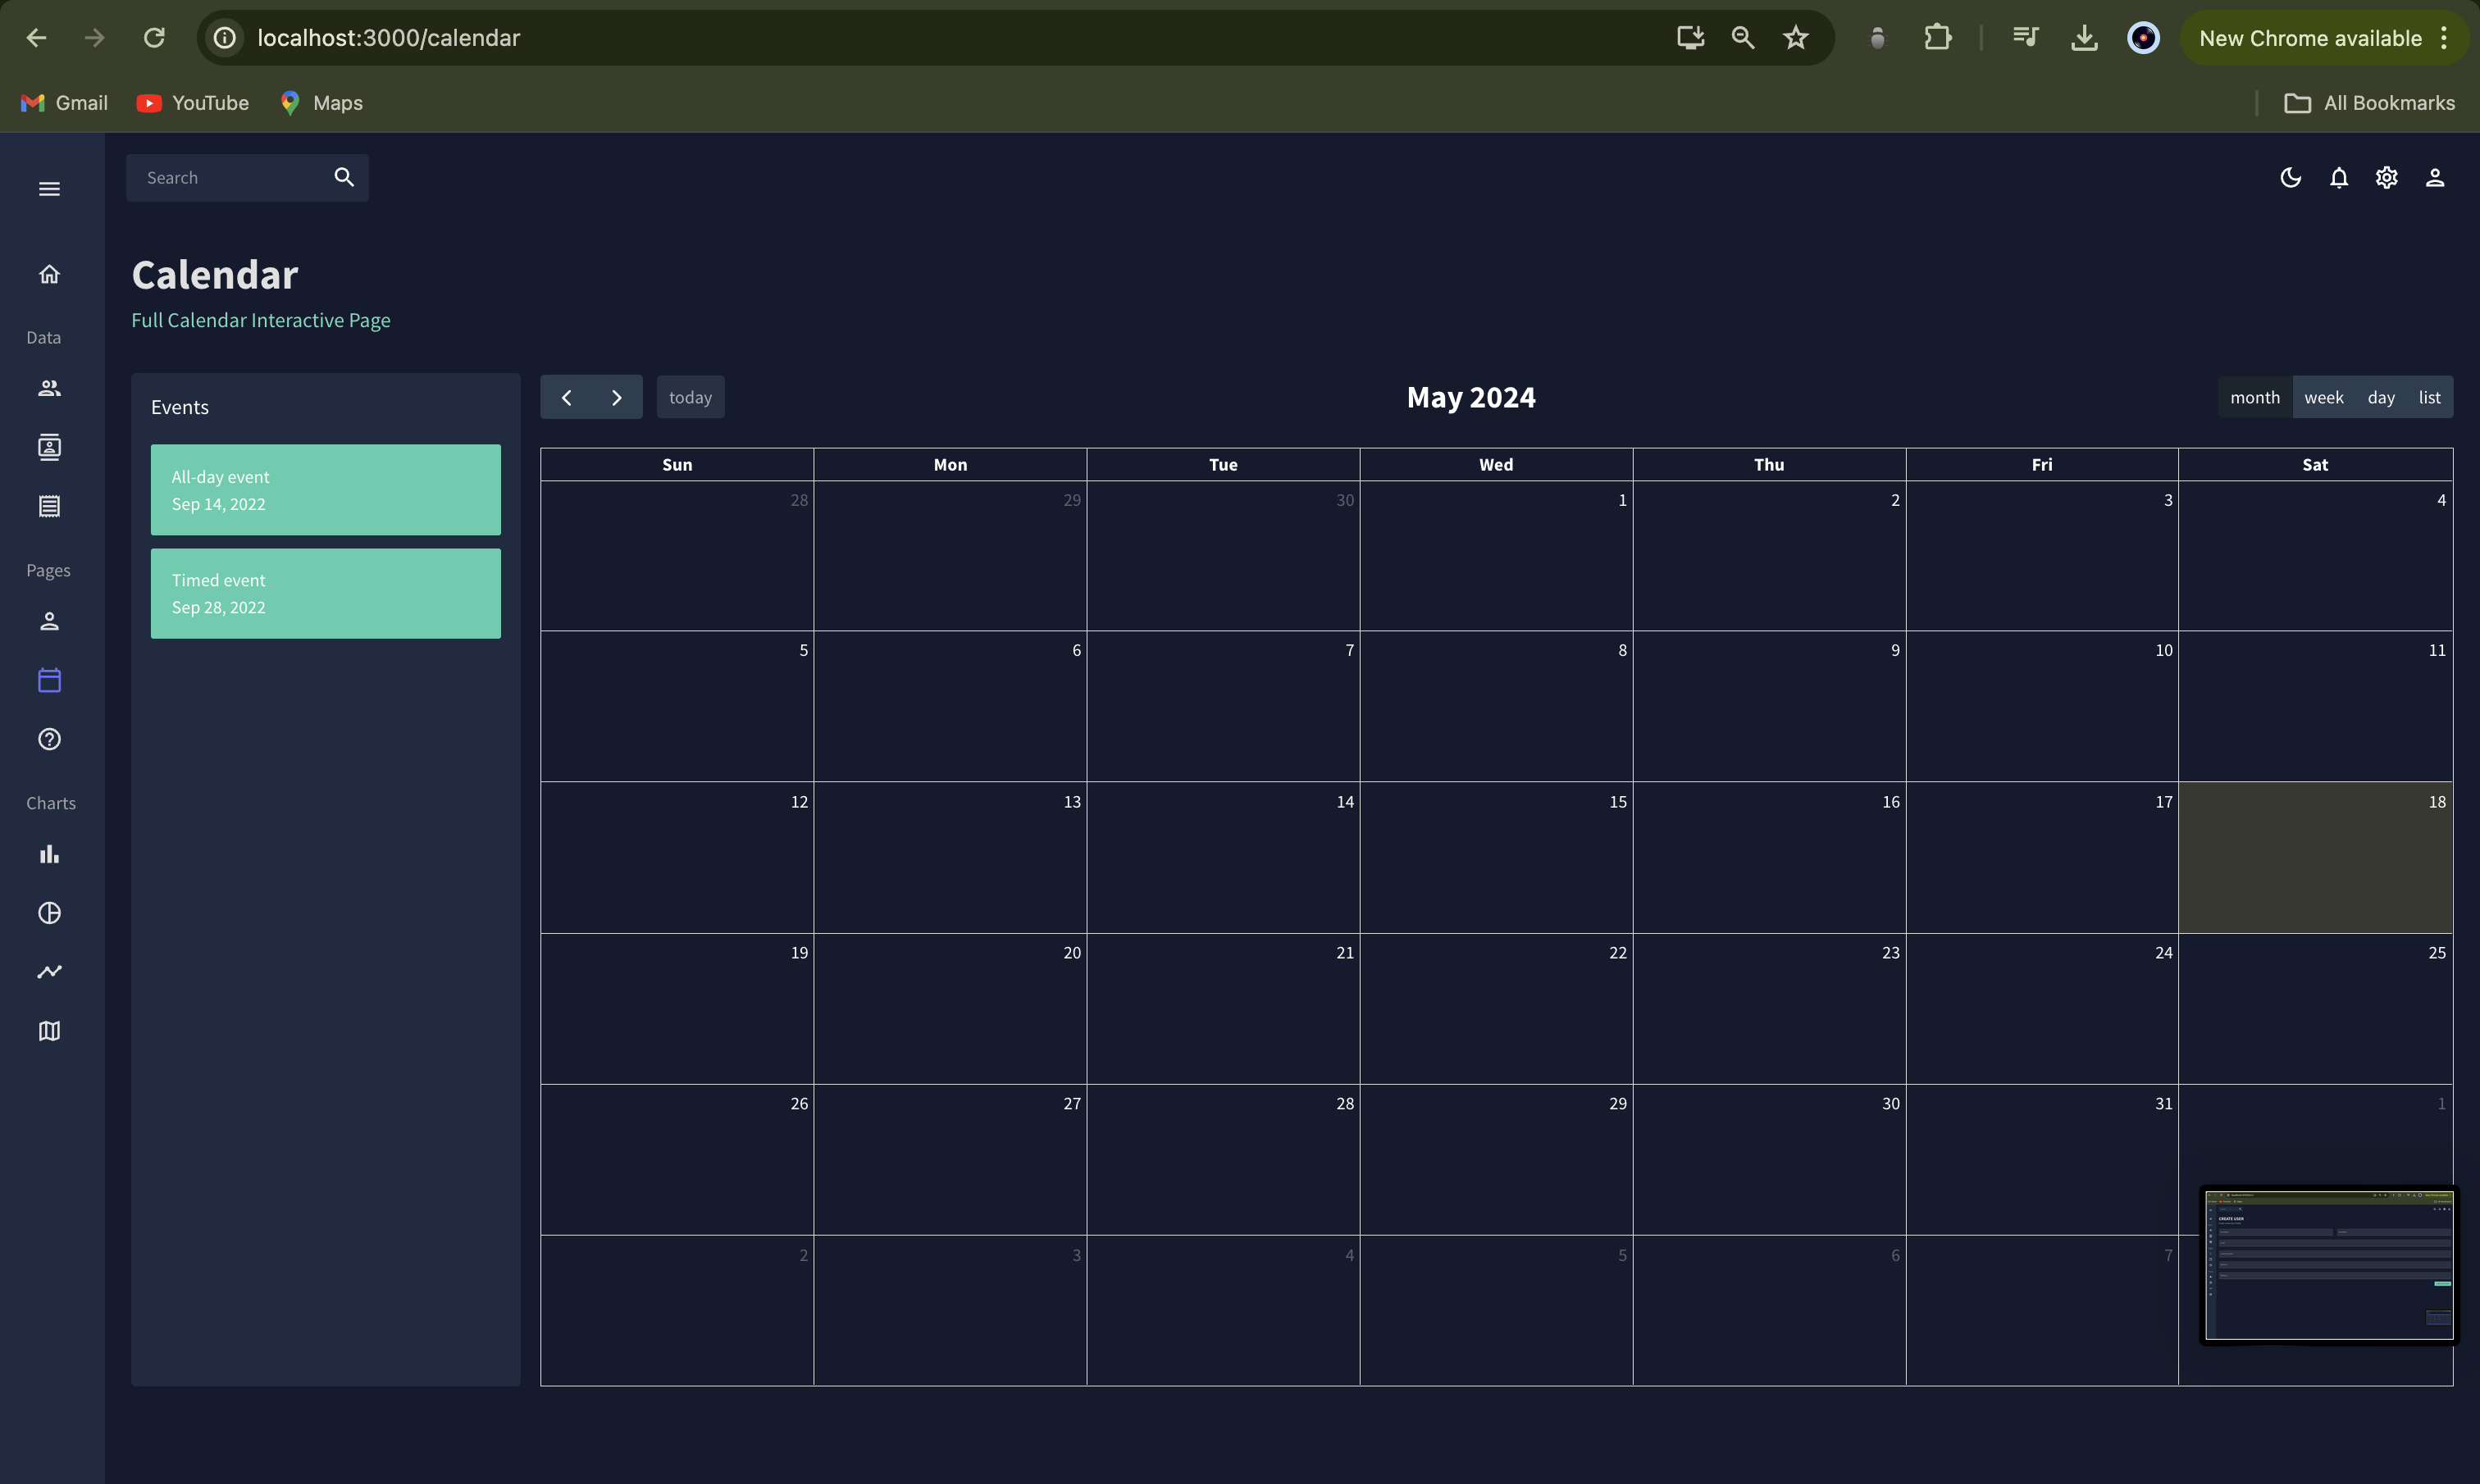 localhost:3000/calendar
New Chrome available
Gmail YouTube Maps All Bookmarks
Search
Calendar
Full Calendar Interactive Page
Data
Pages
Charts
Events
All-day event
Sep 14, 2022
Timed event
Sep 28, 2022
today
May 2024
month week day list
Sun Mon Tue Wed Thu Fri Sat
28 29 30 1 2 3 4
5 6 7 8 9 10 11
12 13 14 15 16 17 18
19 20 21 22 23 24 25
26 27 28 29 30 31 1
2 3 4 5 6 7
CREATE USER